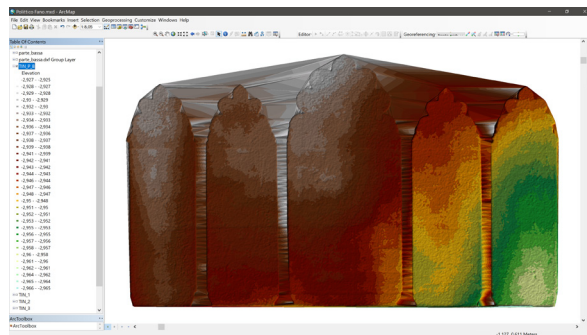 Polittico Fano.mxd - ArcMap
File Edit View Bookmarks Insert Selection Geoprocessing Customize Windows Help
Editor
Georeferencing
Table Of Contents
parte_bassa
parte_bassa.dxf Group Layer
Elevation
-2,927 - -2,925
-2,928 - -2,927
-2,929 - -2,928
-2,93 - -2,929
-2,932 - -2,93
-2,933 - -2,932
-2,934 - -2,933
-2,936 - -2,934
-2,937 - -2,936
-2,938 - -2,937
-2,939 - -2,938
-2,941 - -2,939
-2,942 - -2,941
-2,943 - -2,942
-2,944 - -2,943
-2,946 - -2,944
-2,947 - -2,946
-2,948 - -2,947
-2,95 - -2,948
-2,951 - -2,95
-2,952 - -2,951
-2,953 - -2,952
-2,955 - -2,953
-2,956 - -2,955
-2,957 - -2,956
-2,958 - -2,957
-2,96 - -2,958
-2,961 - -2,96
-2,962 - -2,961
-2,964 - -2,962
-2,965 - -2,964
-2,966 - -2,965
TIN_1
TIN_2
TIN_3
ArcToolbox
ArcToolbox